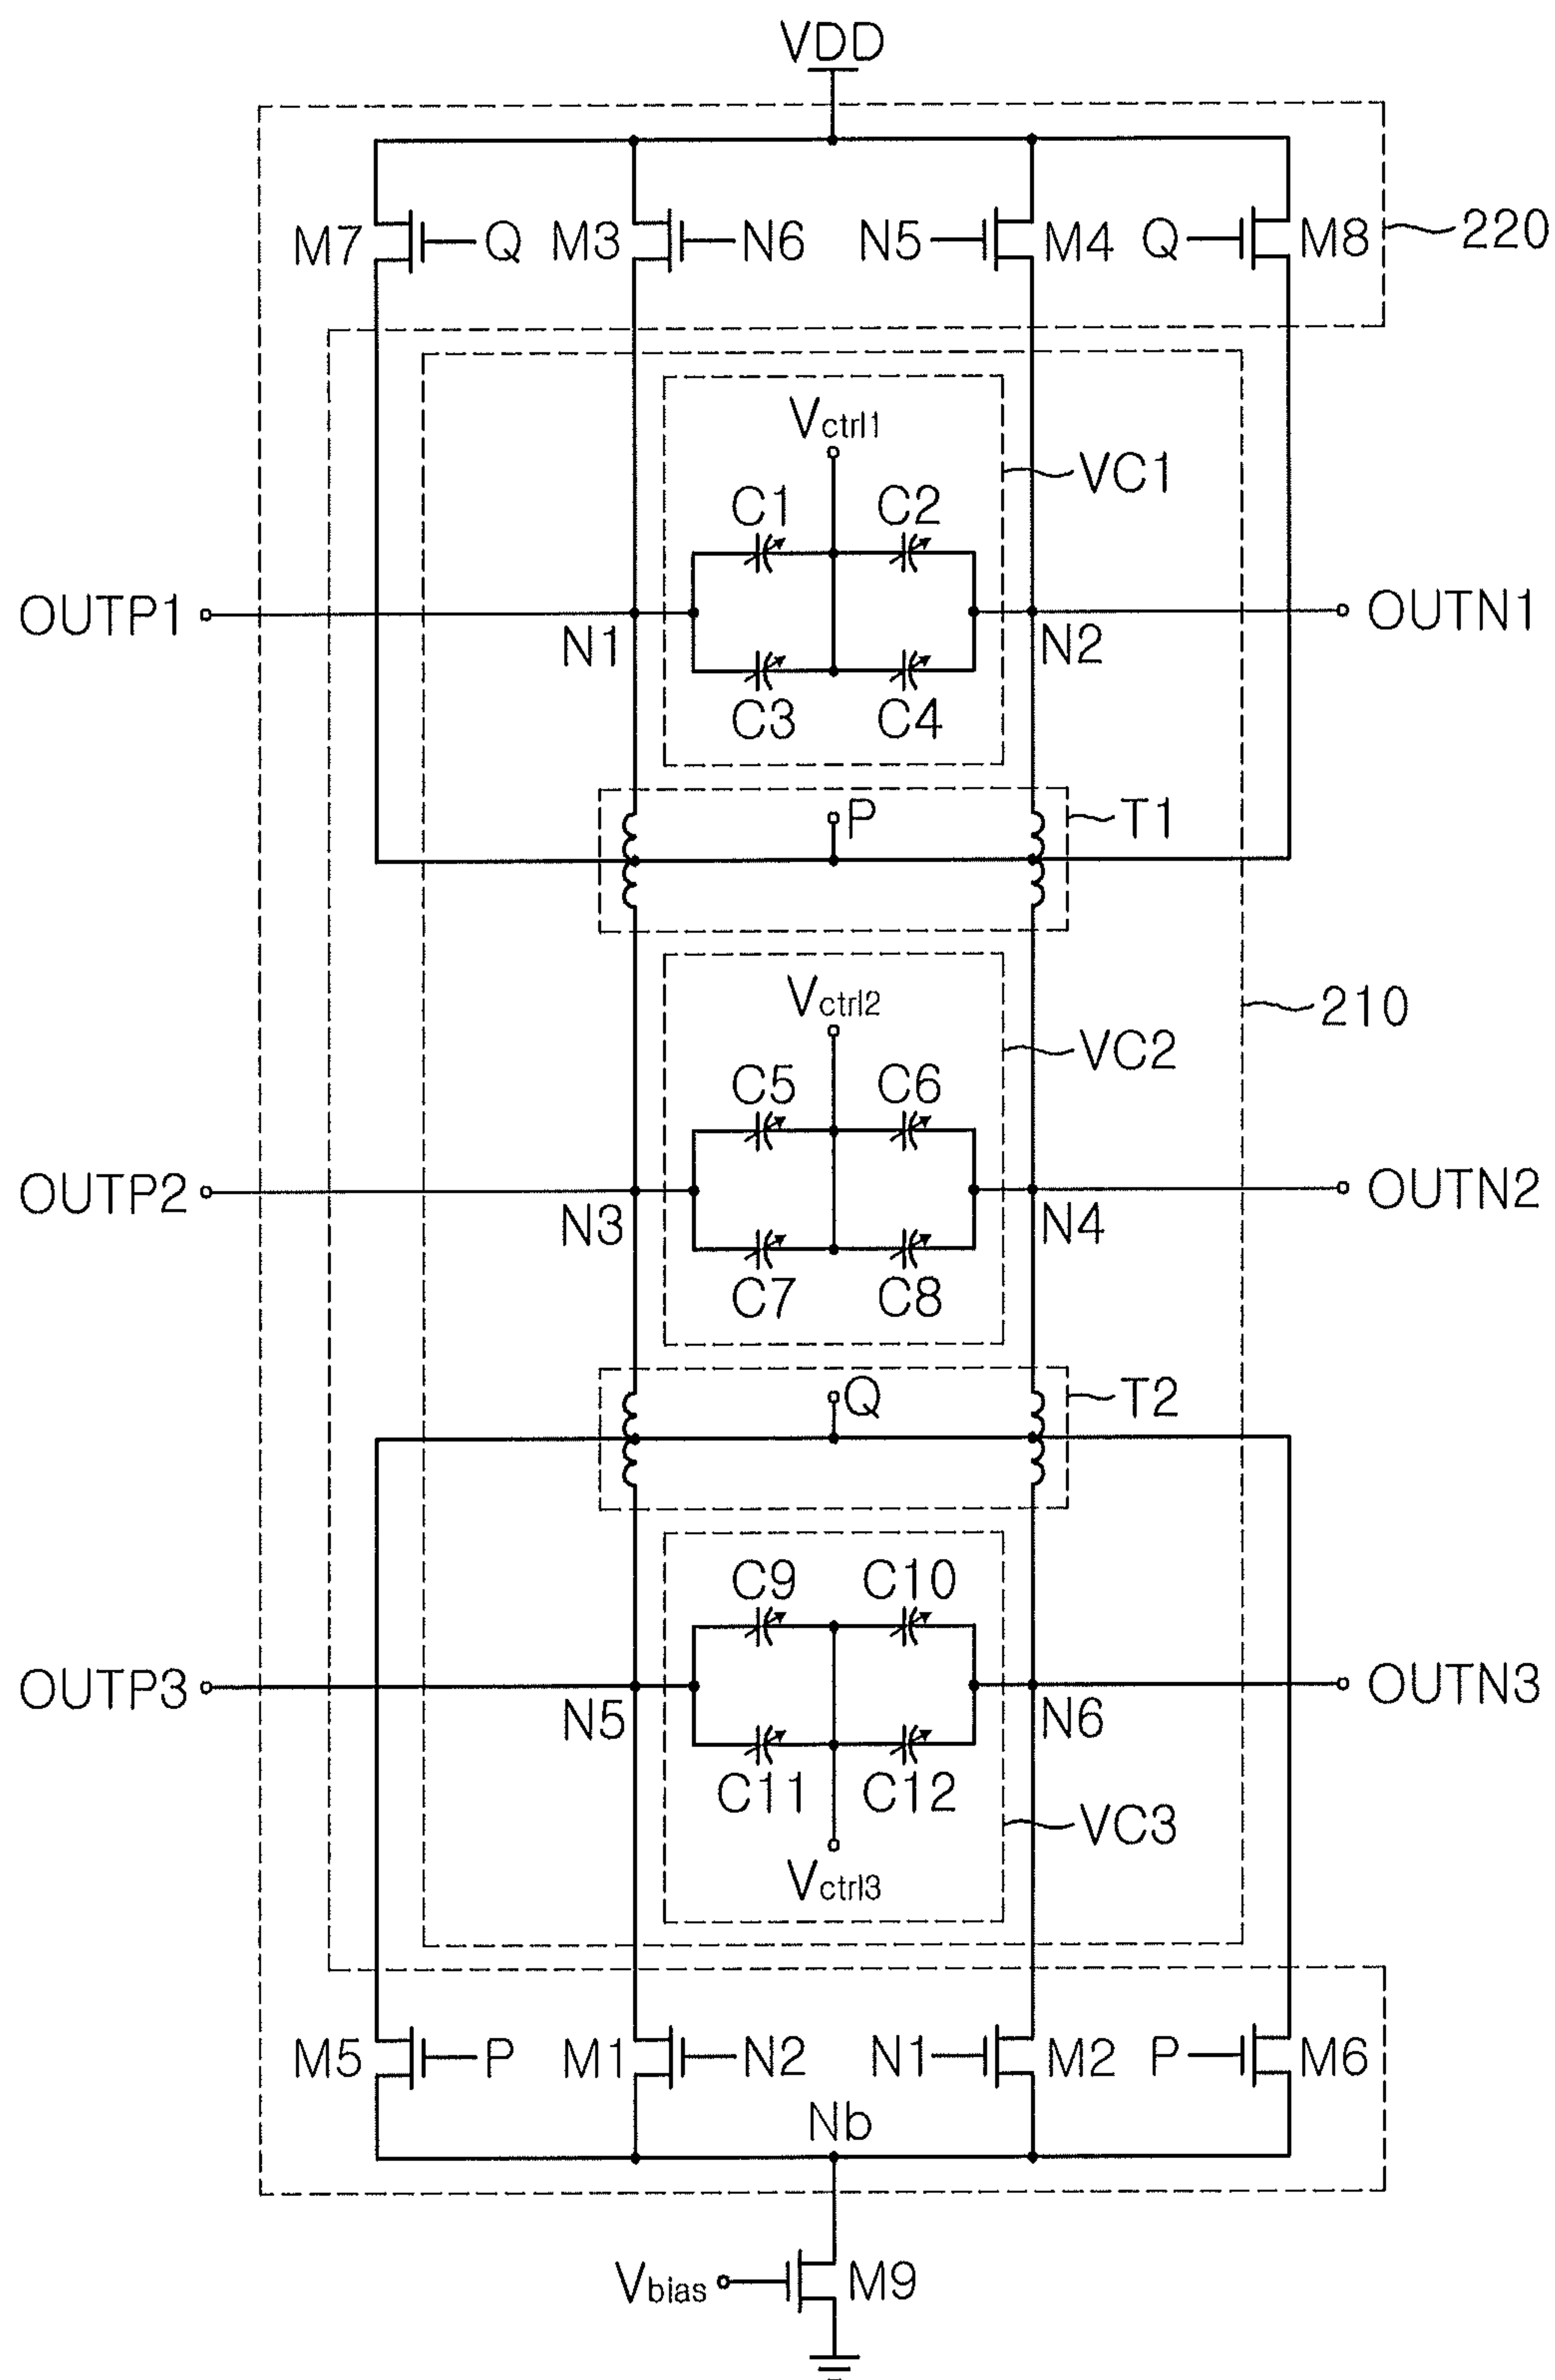 VDD
M7 Q M3 N6 N5 M4 Q M8 220
Vctrl1
VC1
C1 C2
OUTP1 OUTN1
N1 N2
C3 C4
P T1
Vctrl2
210
VC2
C5 C6
OUTP2 OUTN2
N3 N4
C7 C8
Q T2
C9 C10
OUTP3 OUTN3
N5 N6
C11 C12
VC3
Vctrl3
M5 P M1 N2 N1 M2 P M6
Nb
Vbias M9